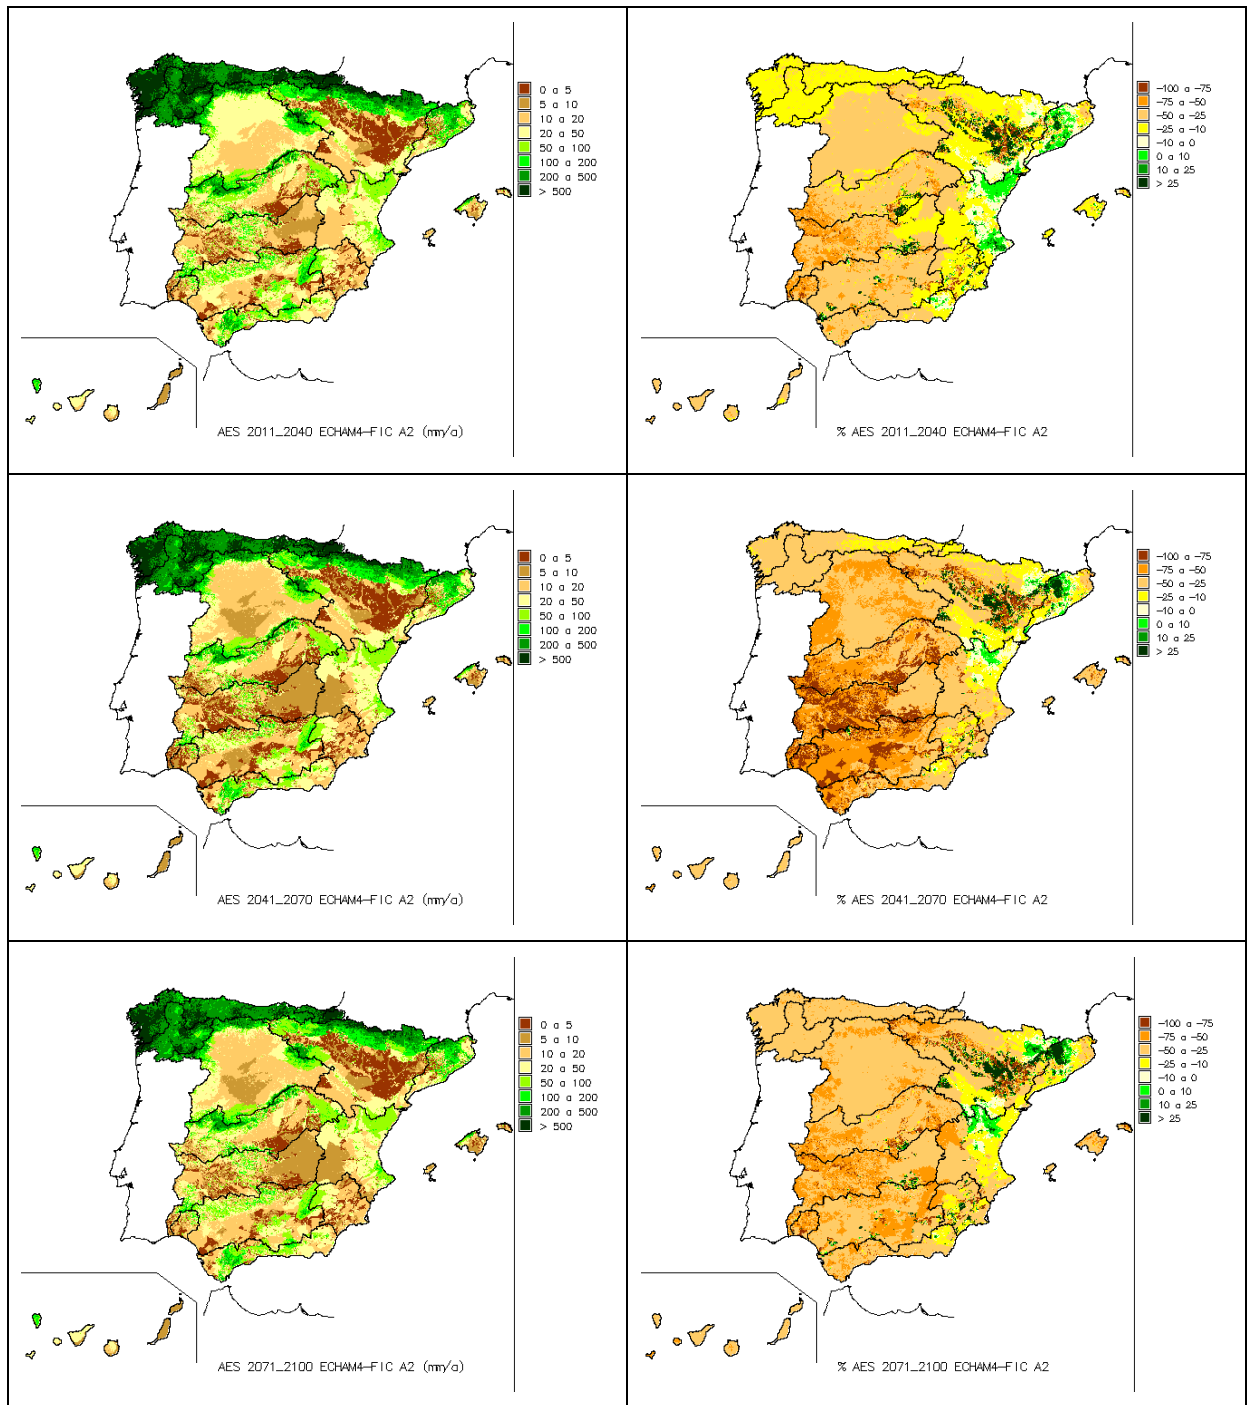 0 a 5
5 a 10
10 a 20
20 a 50
50 a 100
100 a 200
200 a 500
> 500
AES 2011_2040 ECHAM4-FIC A2 (mm/a)
-100 a -75
-75 a -50
-50 a -25
-25 a -10
-10 a 0
0 a 10
10 a 25
> 25
% AES 2011_2040 ECHAM4-FIC A2
0 a 5
5 a 10
10 a 20
20 a 50
50 a 100
100 a 200
200 a 500
> 500
AES 2041_2070 ECHAM4-FIC A2 (mm/a)
-100 a -75
-75 a -50
-50 a -25
-25 a -10
-10 a 0
0 a 10
10 a 25
> 25
% AES 2041_2070 ECHAM4-FIC A2
0 a 5
5 a 10
10 a 20
20 a 50
50 a 100
100 a 200
200 a 500
> 500
AES 2071_2100 ECHAM4-FIC A2 (mm/a)
-100 a -75
-75 a -50
-50 a -25
-25 a -10
-10 a 0
0 a 10
10 a 25
> 25
% AES 2071_2100 ECHAM4-FIC A2